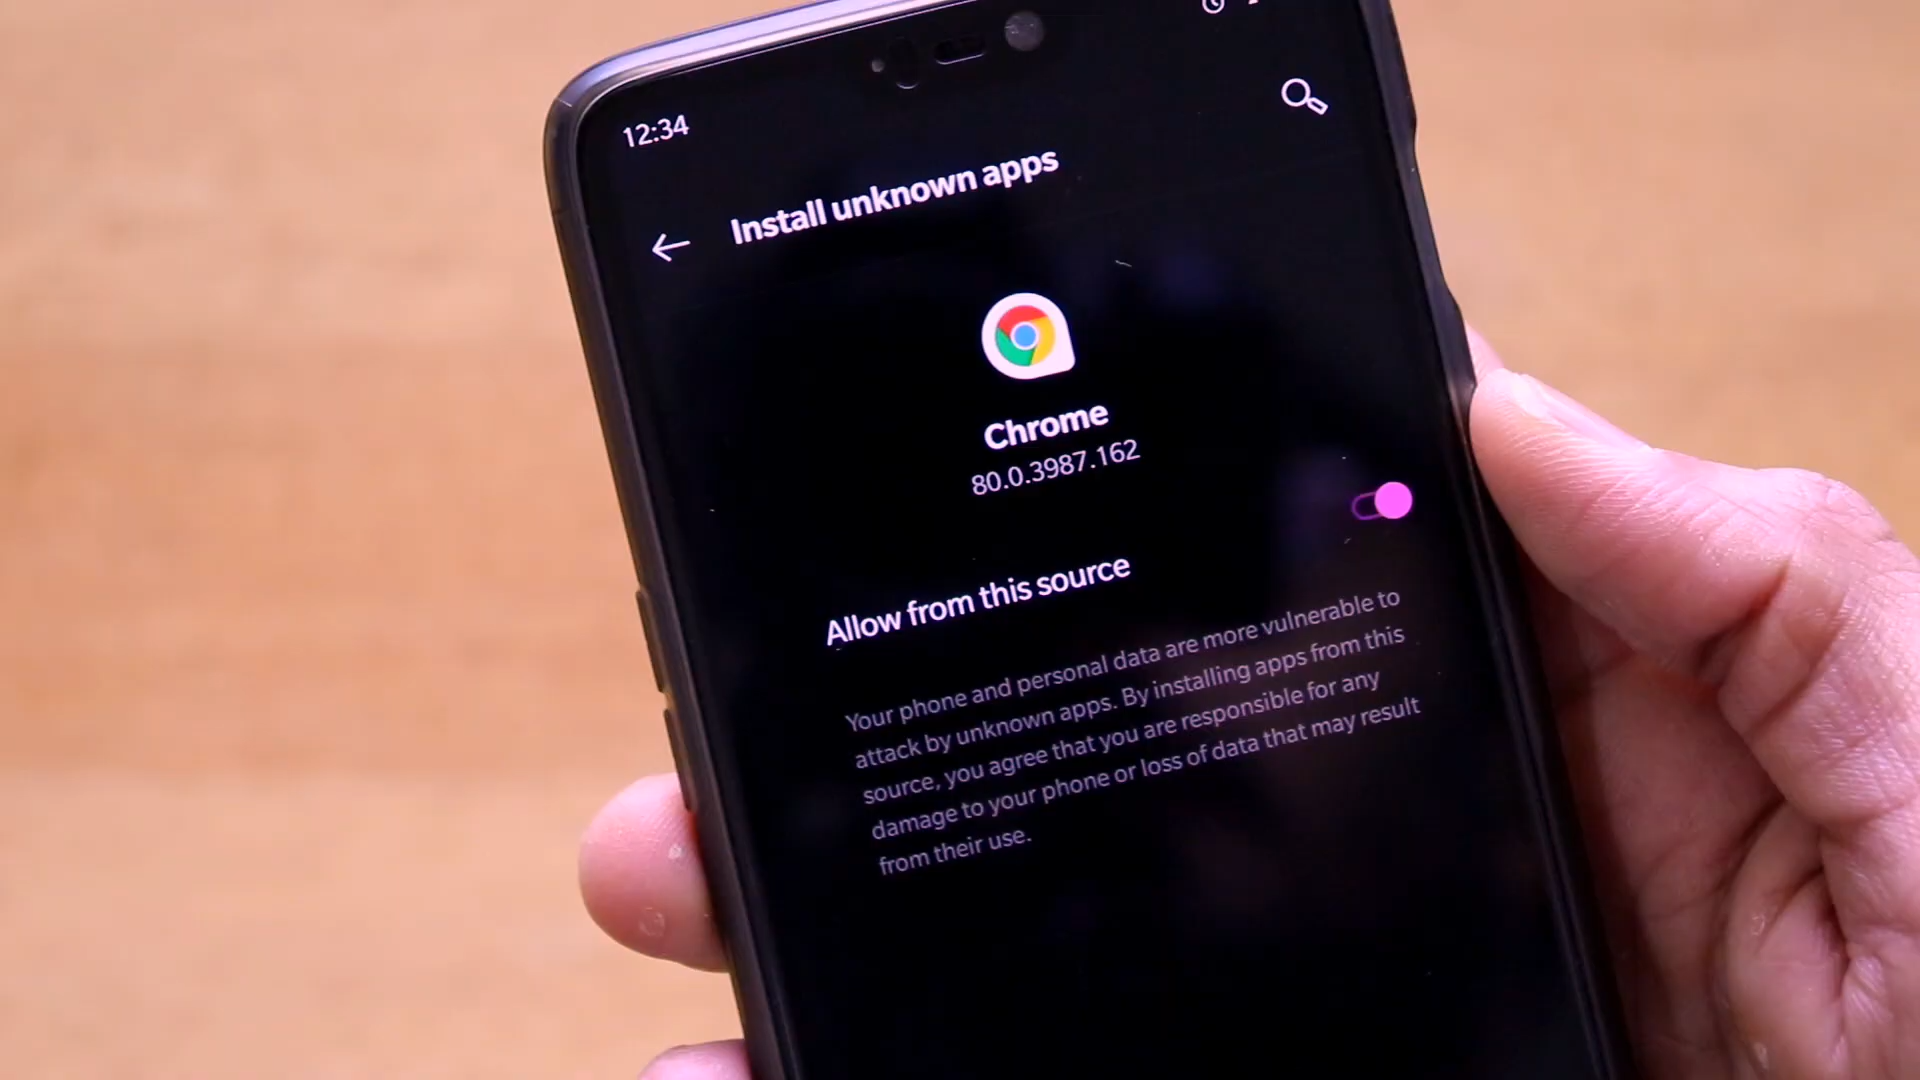 12:34
Install unknown apps
Chrome
80.0.3987.162
Allow from this source
Your phone and personal data are more vulnerable to
attack by unknown apps. By installing apps from this
source, you agree that you are responsible for any
damage to your phone or loss of data that may result
from their use.